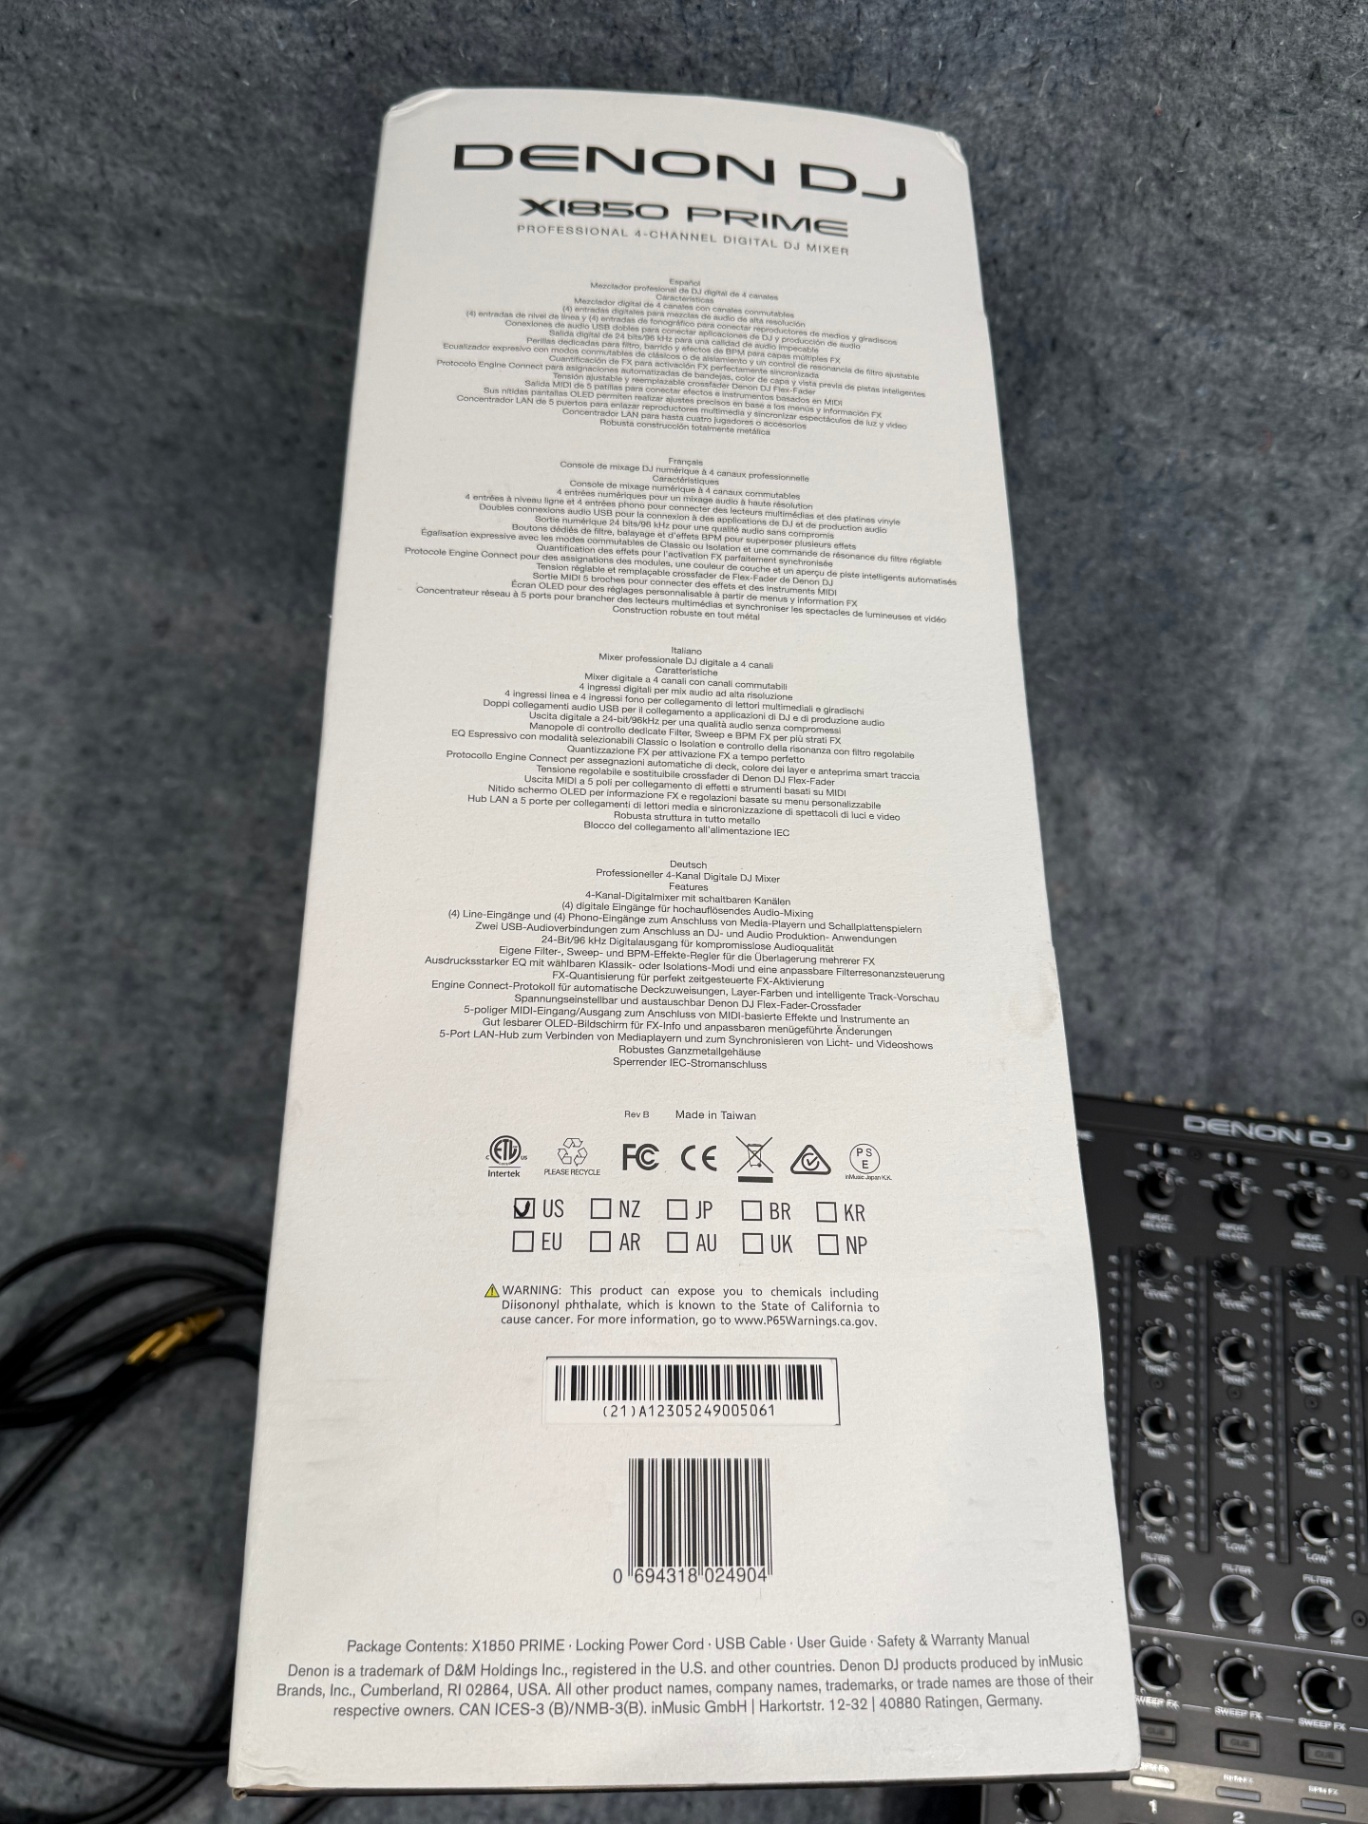 DENON DJ
X1850 PRIME
PROFESSIONAL 4-CHANNEL DIGITAL DJ MIXER
Español
Mezclador profesional de DJ digital de 4 canales
Características
Mezclador digital de 4 canales con canales conmutables
(4) entradas digitales para mezclas de audio de alta resolución
(4) entradas de nivel de línea y (4) entradas de fonográfico para conectar reproductores de medios y giradiscos
Conexiones de audio USB dobles para conectar aplicaciones de DJ y producción de audio
Salida digital de 24 bits/96 kHz para una calidad de audio impecable
Perillas dedicadas para filtro, barrido y efectos de BPM para capas múltiples FX
Ecualizador expresivo con modos conmutables de clásicos o de aislamiento y un control de resonancia de filtro ajustable
Cuantificación de FX para activación FX perfectamente sincronizada
Protocolo Engine Connect para asignaciones automatizadas de bandejas, color de capa y vista previa de pistas inteligentes
Tensión ajustable y reemplazable crossfader Denon DJ Flex-Fader
Salida MIDI de 5 patillas para conectar efectos e instrumentos basados en MIDI
Sus nítidas pantallas OLED permiten realizar ajustes precisos en base a los menús y información FX
Concentrador LAN de 5 puertos para enlazar reproductores multimedia y sincronizar espectáculos de luz y video
Concentrador LAN para hasta cuatro jugadores o accesorios
Robusta construcción totalmente metálica
Français
Console de mixage DJ numérique à 4 canaux professionnelle
Caractéristiques
Console de mixage numérique à 4 canaux commutables
4 entrées numériques pour un mixage audio à haute résolution
4 entrées à niveau ligne et 4 entrées phono pour connecter des lecteurs multimédias et des platines vinyle
Doubles connexions audio USB pour la connexion à des applications de DJ et de production audio
Sortie numérique 24 bits/96 kHz pour une qualité audio sans compromis
Boutons dédiés de filtre, balayage et d'effets BPM pour superposer plusieurs effets
Égalisation expressive avec les modes commutables de Classic ou Isolation et une commande de résonance du filtre réglable
Quantification des effets pour l'activation FX parfaitement synchronisée
Protocole Engine Connect pour des assignations des modules, une couleur de couche et un aperçu de piste intelligents automatisés
Tension réglable et remplaçable crossfader de Flex-Fader de Denon DJ
Sortie MIDI 5 broches pour connecter des effets et des instruments MIDI
Écran OLED pour des réglages personnalisable à partir de menus y information FX
Concentrateur réseau à 5 ports pour brancher des lecteurs multimédias et synchroniser les spectacles de lumineuses et vidéo
Construction robuste en tout métal
Italiano
Mixer professionale DJ digitale a 4 canali
Caratteristiche
Mixer digitale a 4 canali con canali commutabili
4 ingressi digitali per mix audio ad alta risoluzione
4 ingressi linea e 4 ingressi fono per collegamento di lettori multimediali e giradischi
Doppi collegamenti audio USB per il collegamento a applicazioni di DJ e di produzione audio
Uscita digitale a 24-bit/96kHz per una qualità audio senza compromessi
Manopole di controllo dedicate Filter, Sweep e BPM FX per più strati FX
EQ Espressivo con modalità selezionabili Classic o Isolation e controllo della risonanza con filtro regolabile
Quantizzazione FX per attivazione FX a tempo perfetto
Protocollo Engine Connect per assegnazioni automatiche di deck, colore dei layer e anteprima smart traccia
Tensione regolabile e sostituibile crossfader di Denon DJ Flex-Fader
Uscita MIDI a 5 poli per collegamento di effetti e strumenti basati su MIDI
Nitido schermo OLED per informazione FX e regolazioni basate su menu personalizzabile
Hub LAN a 5 porte per collegamenti di lettori media e sincronizzazione di spettacoli di luci e video
Robusta struttura in tutto metallo
Blocco del collegamento all'alimentazione IEC
Deutsch
Professioneller 4-Kanal Digitale DJ Mixer
Features
4-Kanal-Digitalmixer mit schaltbaren Kanälen
(4) digitale Eingänge für hochauflösendes Audio-Mixing
(4) Line-Eingänge und (4) Phono-Eingänge zum Anschluss von Media-Playern und Schallplattenspielern
Zwei USB-Audioverbindungen zum Anschluss an DJ- und Audio Produktion- Anwendungen
24-Bit/96 kHz Digitalausgang für kompromisslose Audioqualität
Eigene Filter-, Sweep- und BPM-Effekte-Regler für die Überlagerung mehrerer FX
Ausdrucksstarker EQ mit wählbaren Klassik- oder Isolations-Modi und eine anpassbare Filterresonanzsteuerung
FX-Quantisierung für perfekt zeitgesteuerte FX-Aktivierung
Engine Connect-Protokoll für automatische Deckzuweisungen, Layer-Farben und intelligente Track-Vorschau
Spannungseinstellbar und austauschbar Denon DJ Flex-Fader-Crossfader
5-poliger MIDI-Eingang/Ausgang zum Anschluss von MIDI-basierte Effekte und Instrumente an
Gut lesbarer OLED-Bildschirm für FX-Info und anpassbaren menügeführte Änderungen
5-Port LAN-Hub zum Verbinden von Mediaplayern und zum Synchronisieren von Licht- und Videoshows
Robustes Ganzmetallgehäuse
Sperrender IEC-Stromanschluss
Rev B Made in Taiwan
ETL c us FC CE PS E
Intertek PLEASE RECYCLE inMusic Japan K.K.
US NZ JP BR KR
EU AR AU UK NP
WARNING: This product can expose you to chemicals including
Diisononyl phthalate, which is known to the State of California to
cause cancer. For more information, go to www.P65Warnings.ca.gov.
(21)A12305249005061
0 694318 024904
Package Contents: X1850 PRIME · Locking Power Cord · USB Cable · User Guide · Safety & Warranty Manual
Denon is a trademark of D&M Holdings Inc., registered in the U.S. and other countries. Denon DJ products produced by inMusic
Brands, Inc., Cumberland, RI 02864, USA. All other product names, company names, trademarks, or trade names are those of their
respective owners. CAN ICES-3 (B)/NMB-3(B). inMusic GmbH | Harkortstr. 12-32 | 40880 Ratingen, Germany.
DENON DJ
LOW LOW LOW
FILTER FILTER FILTER
SWEEP FX SWEEP FX SWEEP FX
CUE CUE CUE
1 2